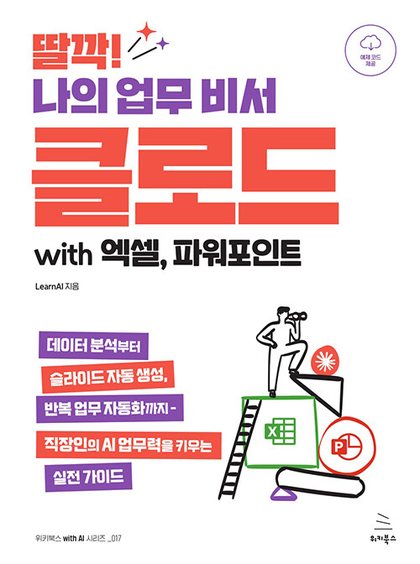 딸깍!
나의 업무 비서
클로드
with 엑셀, 파워포인트
LearnAI 지음
예제 코드
제공
데이터 분석부터
슬라이드 자동 생성,
반복 업무 자동화까지 -
직장인의 AI 업무력을 키우는
실전 가이드
X
P
위키북스 with AI 시리즈 _017
위키북스